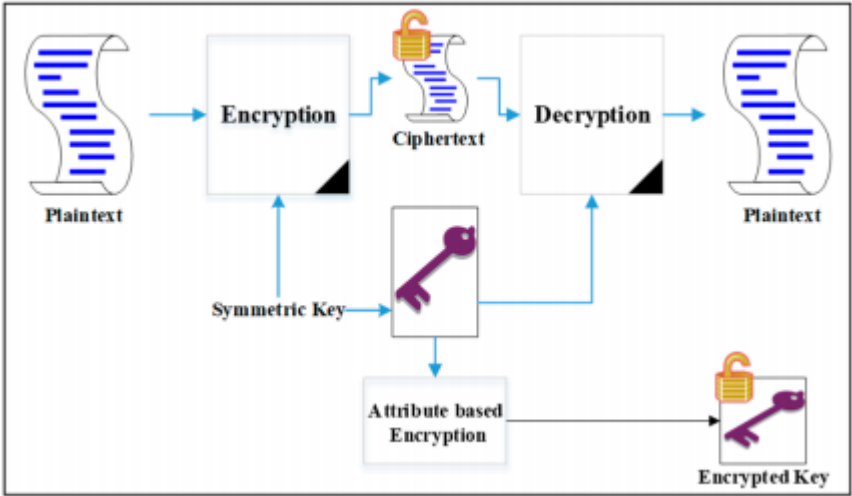 Encryption
Decryption
Ciphertext
Plaintext
Plaintext
Symmetric Key
Attribute based
Encryption
Encrypted Key